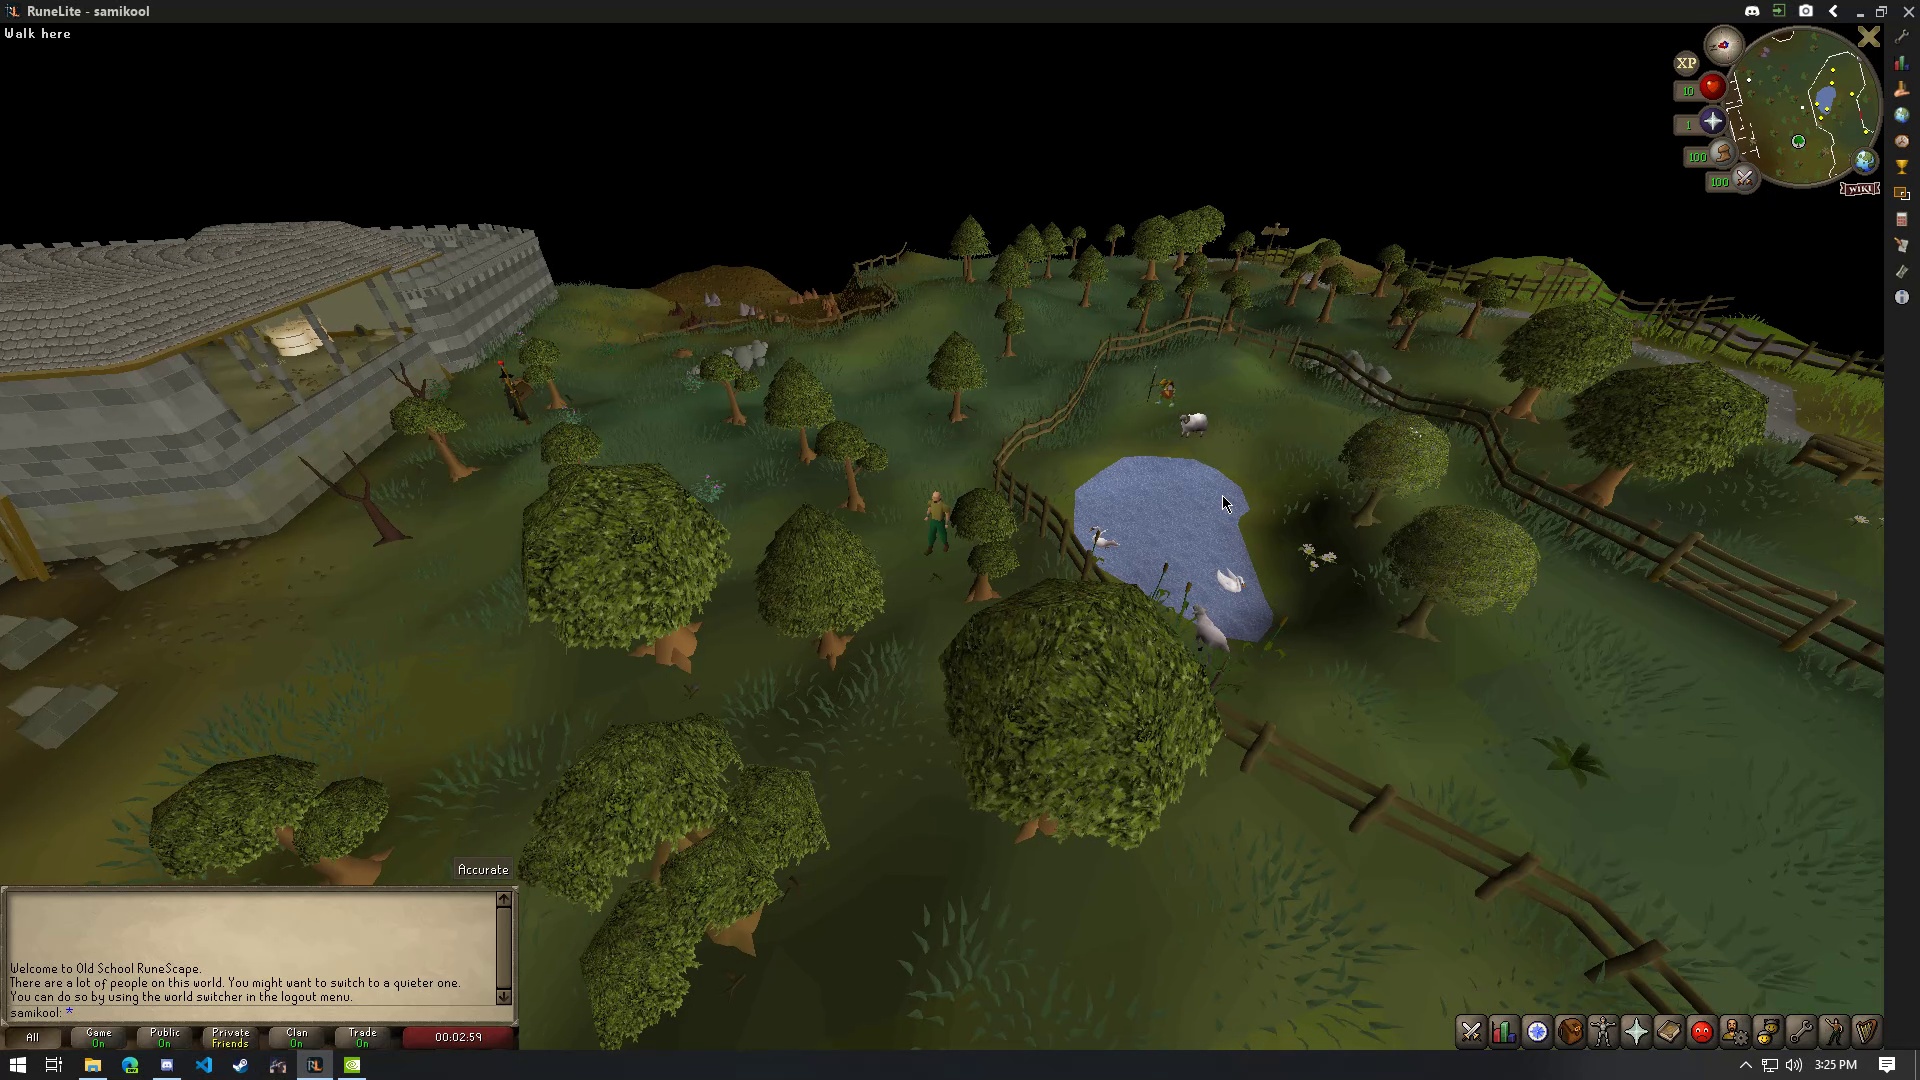 RuneLite - samikool
Walk here
XP
10
1
100
100
WIKI
Accurate
Welcome to Old School RuneScape.
There are a lot of people on this world. You might want to switch to a quieter one.
You can do so by using the world switcher in the logout menu.
samikool: *
All
Game
On
Public
On
Private
Friends
Clan
On
Trade
On
00:02:59
RL
3:25 PM